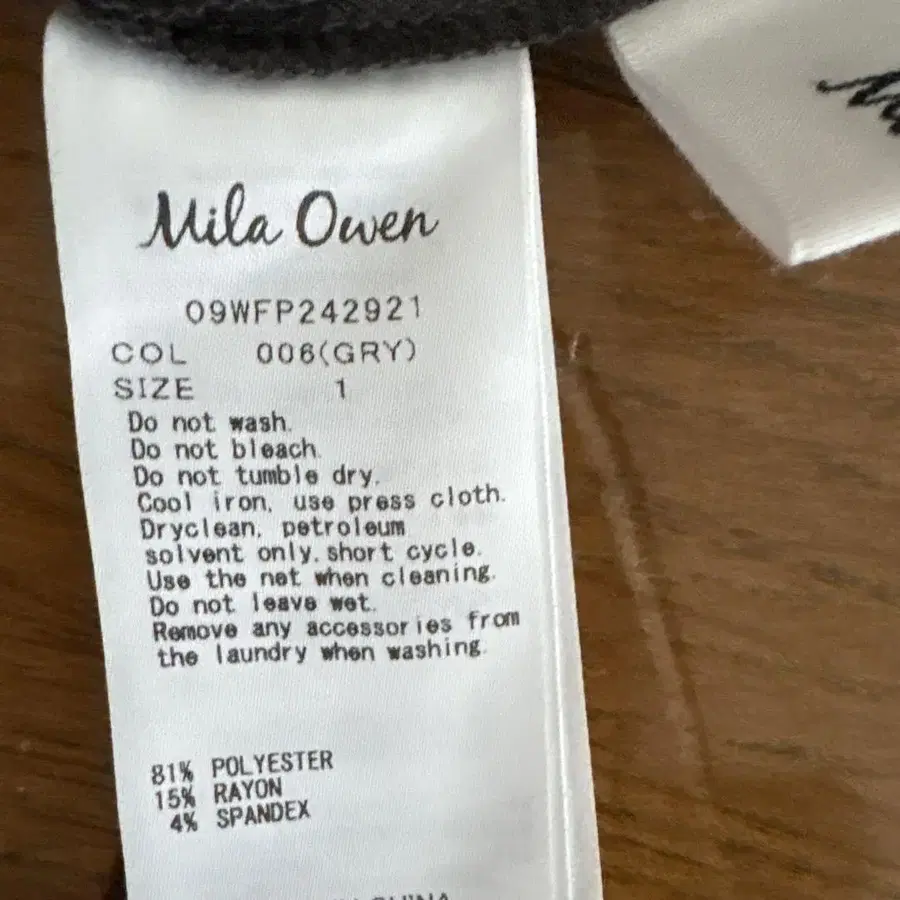 Mila Owen
09WFP242921
COL 006(GRY)
SIZE 1
Do not wash.
Do not bleach.
Do not tumble dry.
Cool iron, use press cloth.
Dryclean, petroleum
solvent only. short cycle.
Use the net when cleaning.
Do not leave wet.
Remove any accessories from
the laundry when washing.
81% POLYESTER
15% RAYON
4% SPANDEX